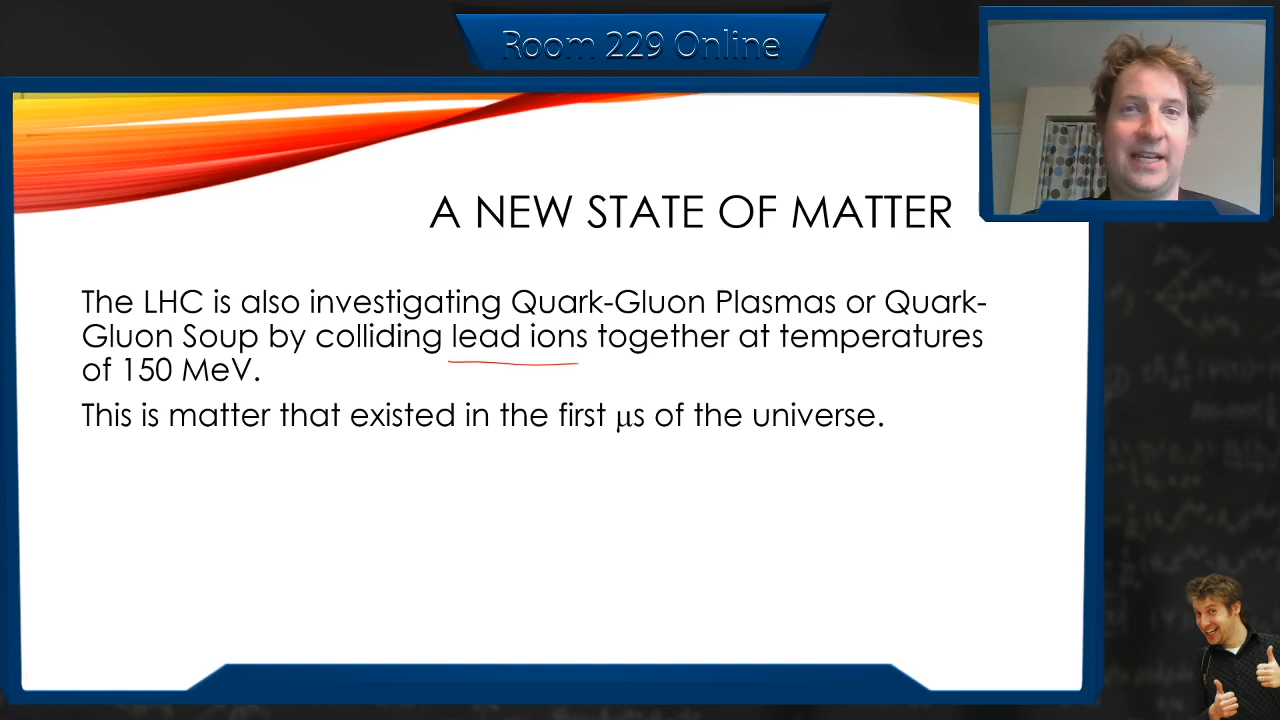 Room 229 Online
A NEW STATE OF MATTER
The LHC is also investigating Quark-Gluon Plasmas or Quark-
Gluon Soup by colliding lead ions together at temperatures
of 150 MeV.
This is matter that existed in the first μs of the universe.